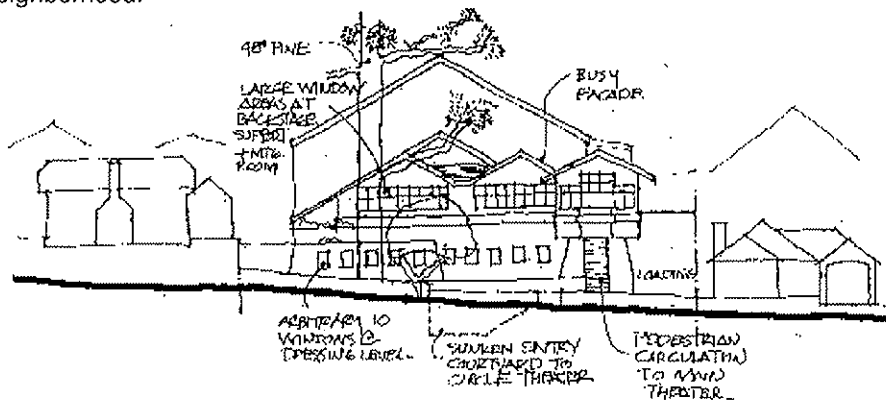 neighborhood.
48" PINE
LARGE WINDOW
AREAS AT
BACKSTAGE
SUPPORT
+ MTG.
ROOM
BUSY
FACADE
LOADING
ARBITRARY 10
WINDOWS @
DRESSING LEVEL
SUNKEN ENTRY
COURTYARD TO
CIRCLE THEATER
PEDESTRIAN
CIRCULATION
TO MAIN
THEATER